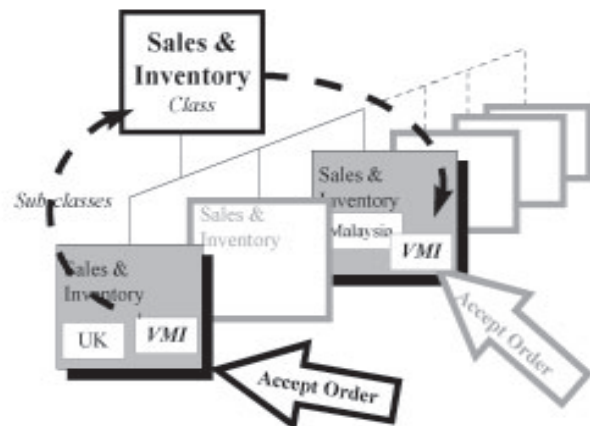 Sales &
Inventory
Class
Sub-classes
Sales &
Inventory
Malaysia
VMI
Sales &
Inventory
Sales &
Inventory
UK
VMI
Accept Order
Accept Order